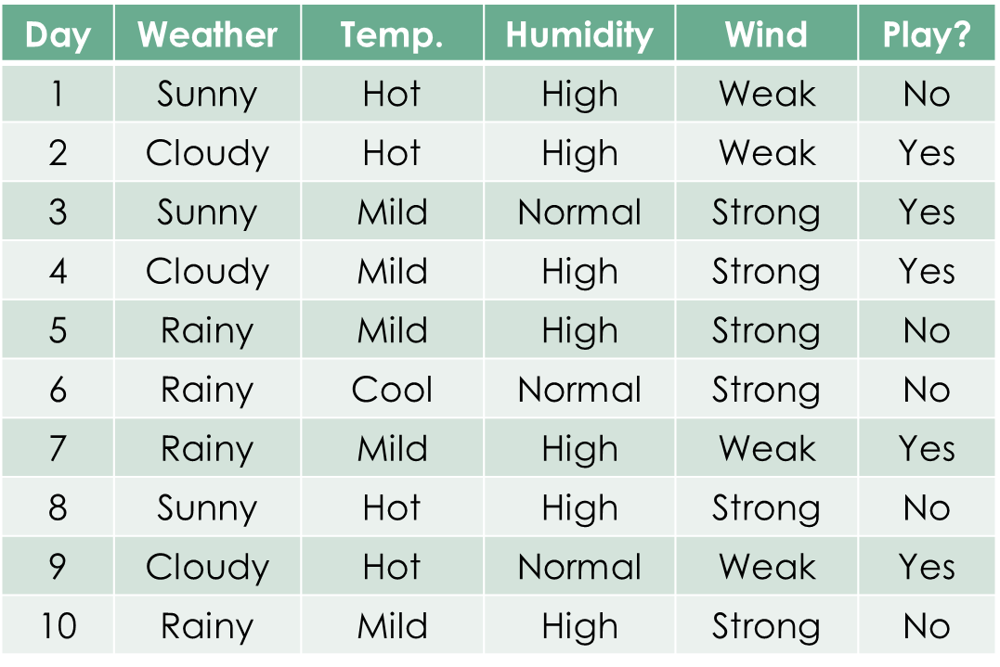 Day Weather Temp. Humidity Wind Play?
1 Sunny Hot High Weak No
2 Cloudy Hot High Weak Yes
3 Sunny Mild Normal Strong Yes
4 Cloudy Mild High Strong Yes
5 Rainy Mild High Strong No
6 Rainy Cool Normal Strong No
7 Rainy Mild High Weak Yes
8 Sunny Hot High Strong No
9 Cloudy Hot Normal Weak Yes
10 Rainy Mild High Strong No